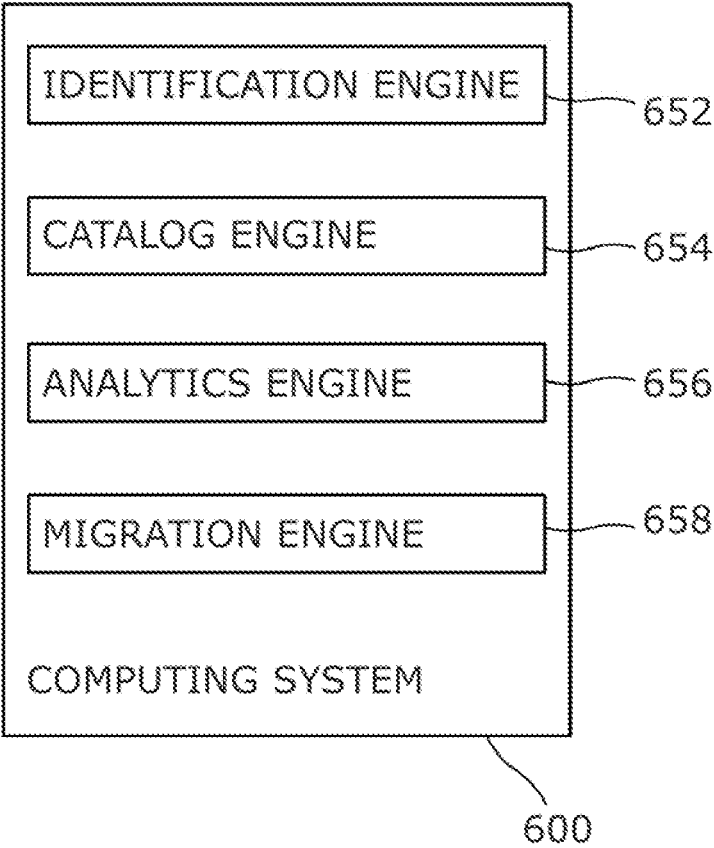 IDENTIFICATION ENGINE
652
CATALOG ENGINE
654
ANALYTICS ENGINE
656
MIGRATION ENGINE
658
COMPUTING SYSTEM
600